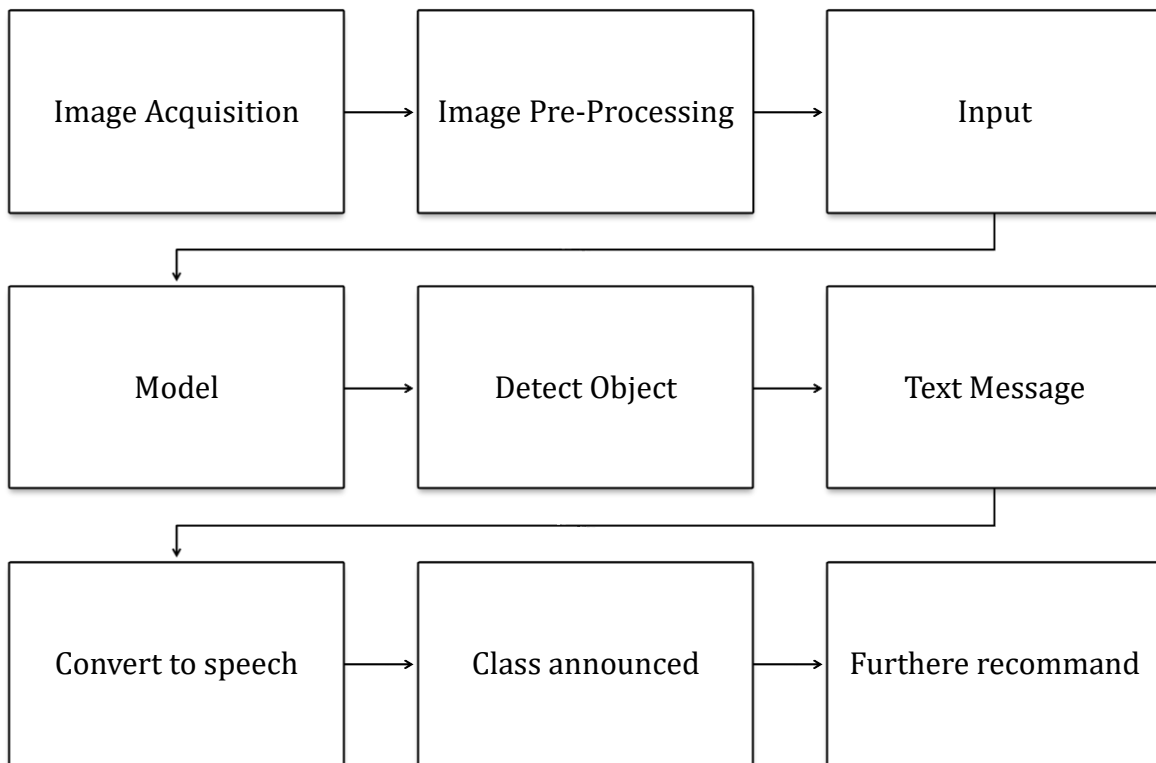 Image Acquisition
Image Pre-Processing
Input
Model
Detect Object
Text Message
Convert to speech
Class announced
Furthere recommand